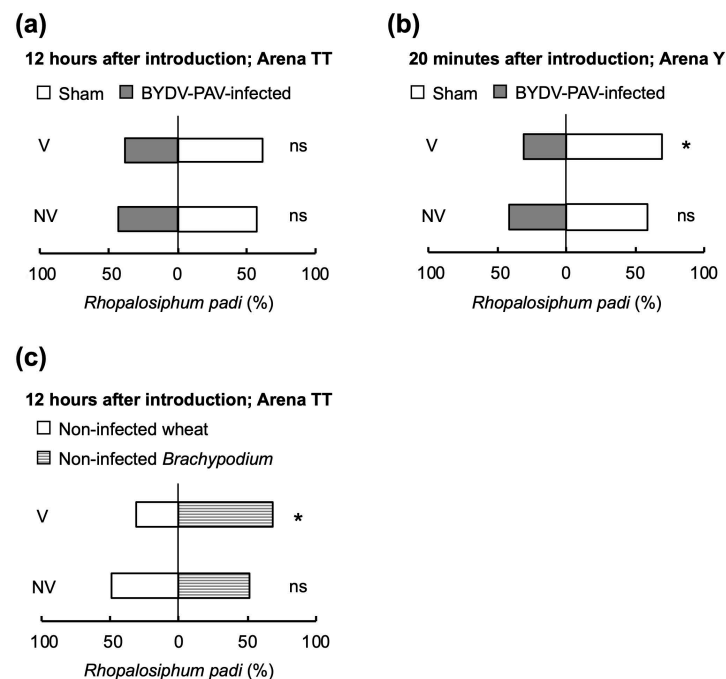 (a)
12 hours after introduction; Arena TT
Sham BYDV-PAV-infected
V ns
NV ns
100 50 0 50 100
Rhopalosiphum padi (%)
(b)
20 minutes after introduction; Arena Y
Sham BYDV-PAV-infected
V *
NV ns
100 50 0 50 100
Rhopalosiphum padi (%)
(c)
12 hours after introduction; Arena TT
Non-infected wheat
Non-infected Brachypodium
V *
NV ns
100 50 0 50 100
Rhopalosiphum padi (%)